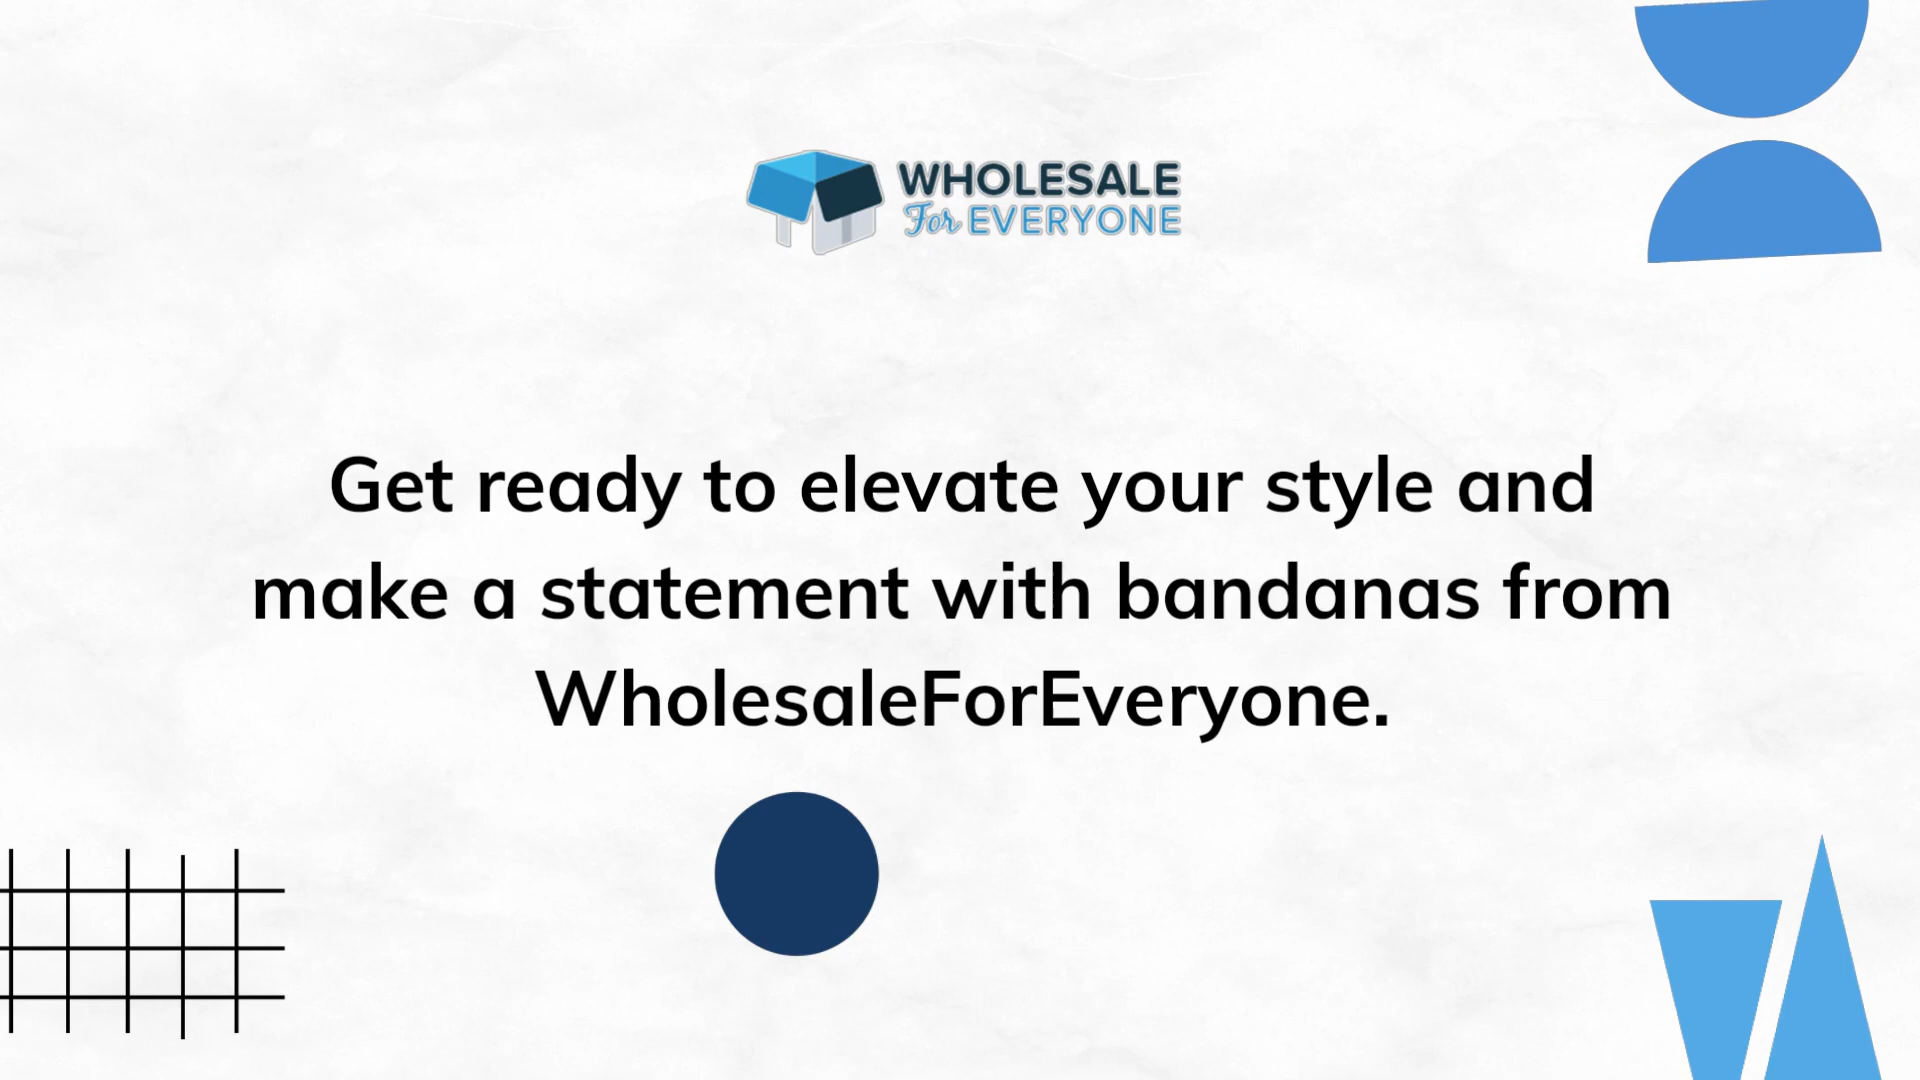 WHOLESALE
For EVERYONE
Get ready to elevate your style and
make a statement with bandanas from
WholesaleForEveryone.